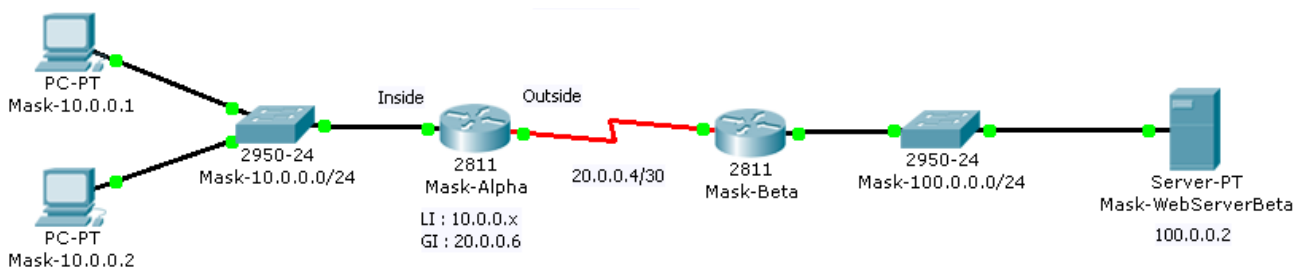 PC-PT
Mask-10.0.0.1
PC-PT
Mask-10.0.0.2
2950-24
Mask-10.0.0.0/24
Inside
Outside
2811
Mask-Alpha
LI : 10.0.0.x
GI : 20.0.0.6
20.0.0.4/30
2811
Mask-Beta
2950-24
Mask-100.0.0.0/24
Server-PT
Mask-WebServerBeta
100.0.0.2